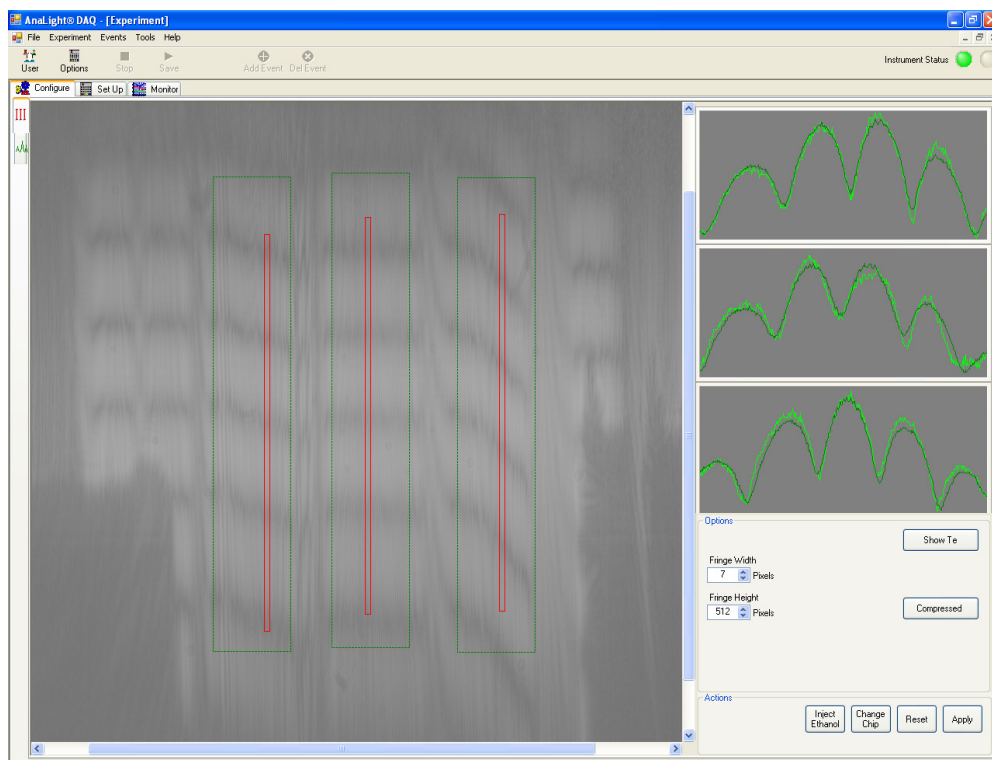 AnaLight® DAQ - [Experiment]
File Experiment Events Tools Help
User Options Stop Save Add Event Del Event
Instrument Status
Configure Set Up Monitor
III
Options
Show Te
Fringe Width
7 Pixels
Fringe Height
512 Pixels
Compressed
Actions
Inject Ethanol
Change Chip
Reset
Apply